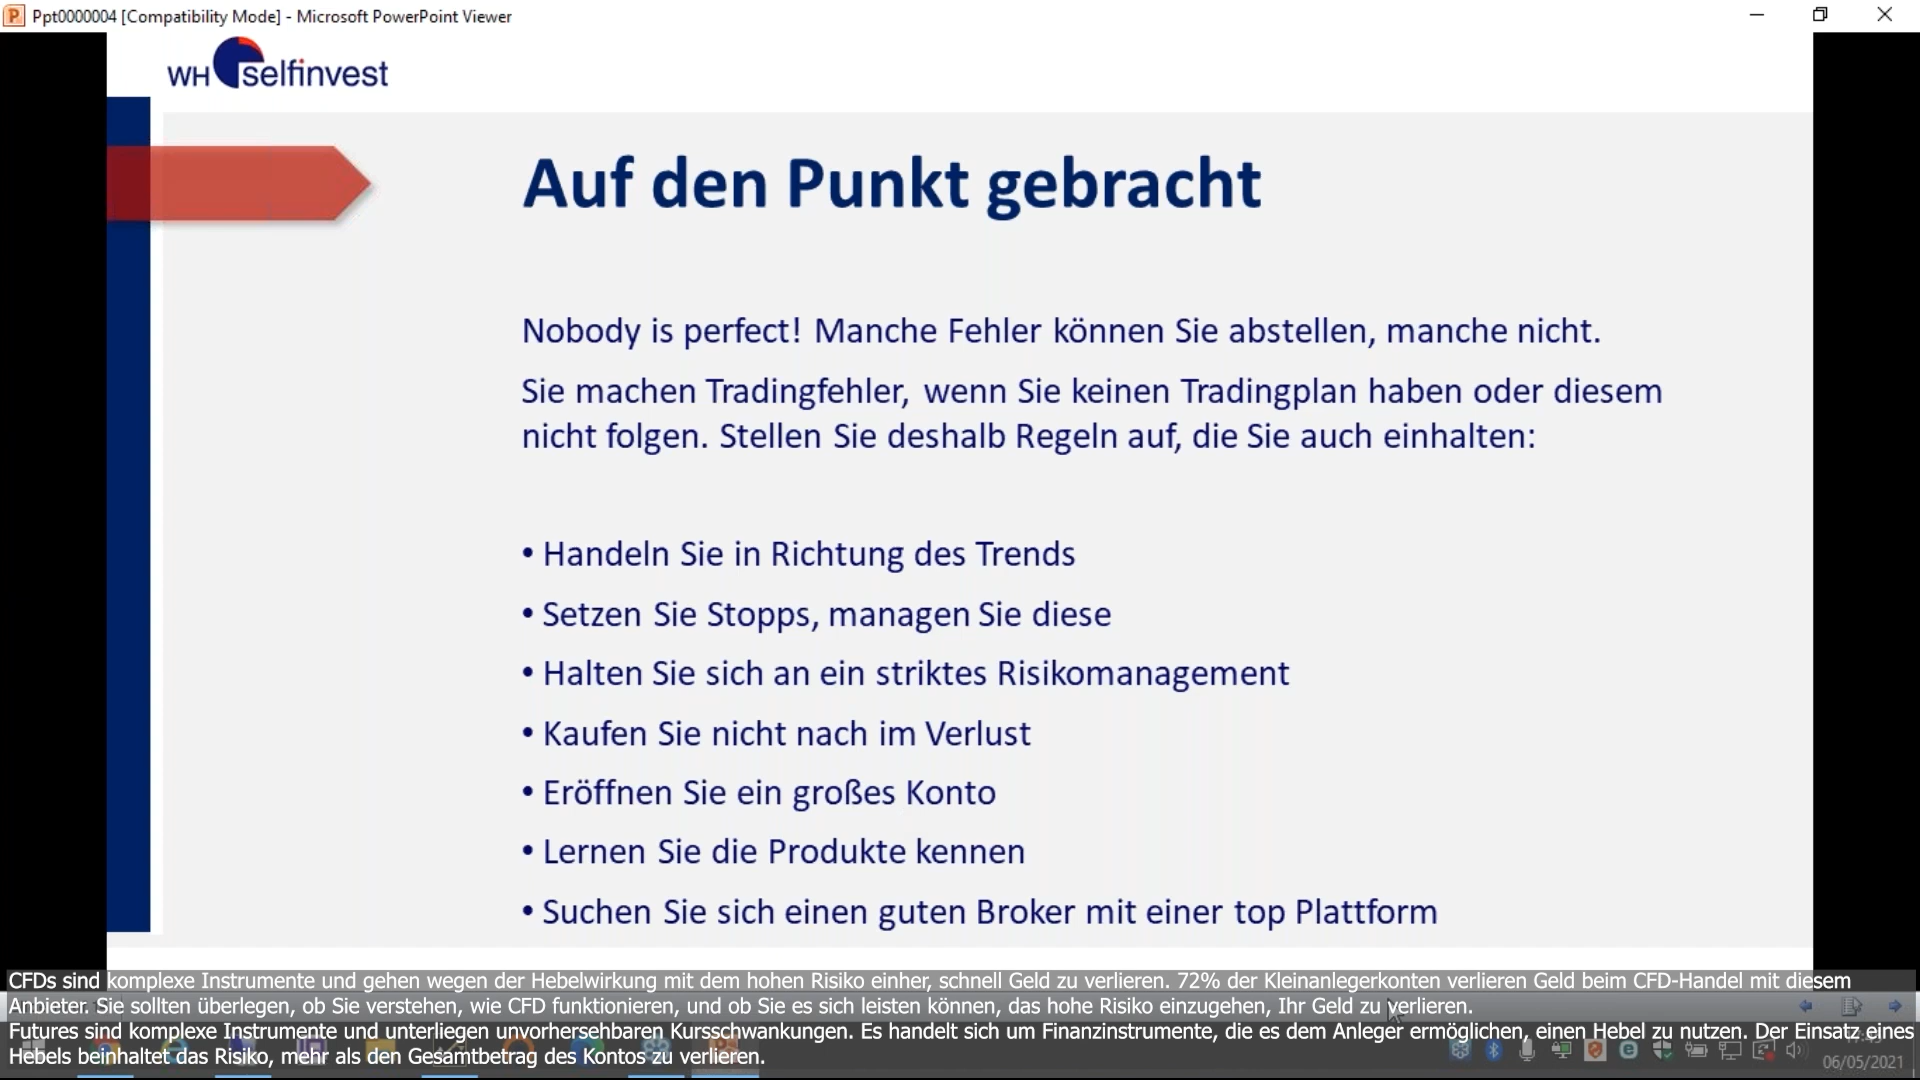 Ppt0000004 [Compatibility Mode] - Microsoft PowerPoint Viewer
WH selfinvest
Auf den Punkt gebracht
Nobody is perfect! Manche Fehler können Sie abstellen, manche nicht.
Sie machen Tradingfehler, wenn Sie keinen Tradingplan haben oder diesem
nicht folgen. Stellen Sie deshalb Regeln auf, die Sie auch einhalten:
• Handeln Sie in Richtung des Trends
• Setzen Sie Stopps, managen Sie diese
• Halten Sie sich an ein striktes Risikomanagement
• Kaufen Sie nicht nach im Verlust
• Eröffnen Sie ein großes Konto
• Lernen Sie die Produkte kennen
• Suchen Sie sich einen guten Broker mit einer top Plattform
CFDs sind komplexe Instrumente und gehen wegen der Hebelwirkung mit dem hohen Risiko einher, schnell Geld zu verlieren. 72% der Kleinanlegerkonten verlieren Geld beim CFD-Handel mit diesem
Anbieter. Sie sollten überlegen, ob Sie verstehen, wie CFD funktionieren, und ob Sie es sich leisten können, das hohe Risiko einzugehen, Ihr Geld zu verlieren.
Futures sind komplexe Instrumente und unterliegen unvorhersehbaren Kursschwankungen. Es handelt sich um Finanzinstrumente, die es dem Anleger ermöglichen, einen Hebel zu nutzen. Der Einsatz eines
Hebels beinhaltet das Risiko, mehr als den Gesamtbetrag des Kontos zu verlieren.
06/05/2021